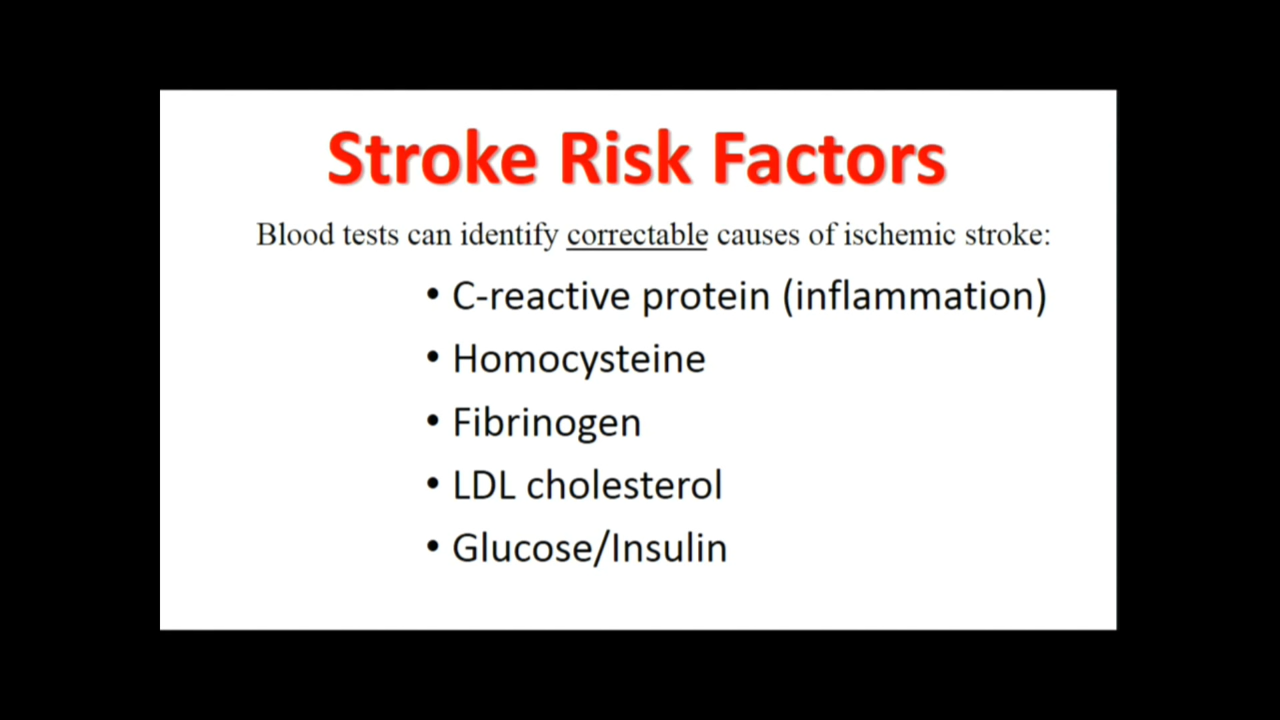 Stroke Risk Factors
Blood tests can identify correctable causes of ischemic stroke:
• C-reactive protein (inflammation)
• Homocysteine
• Fibrinogen
• LDL cholesterol
• Glucose/Insulin